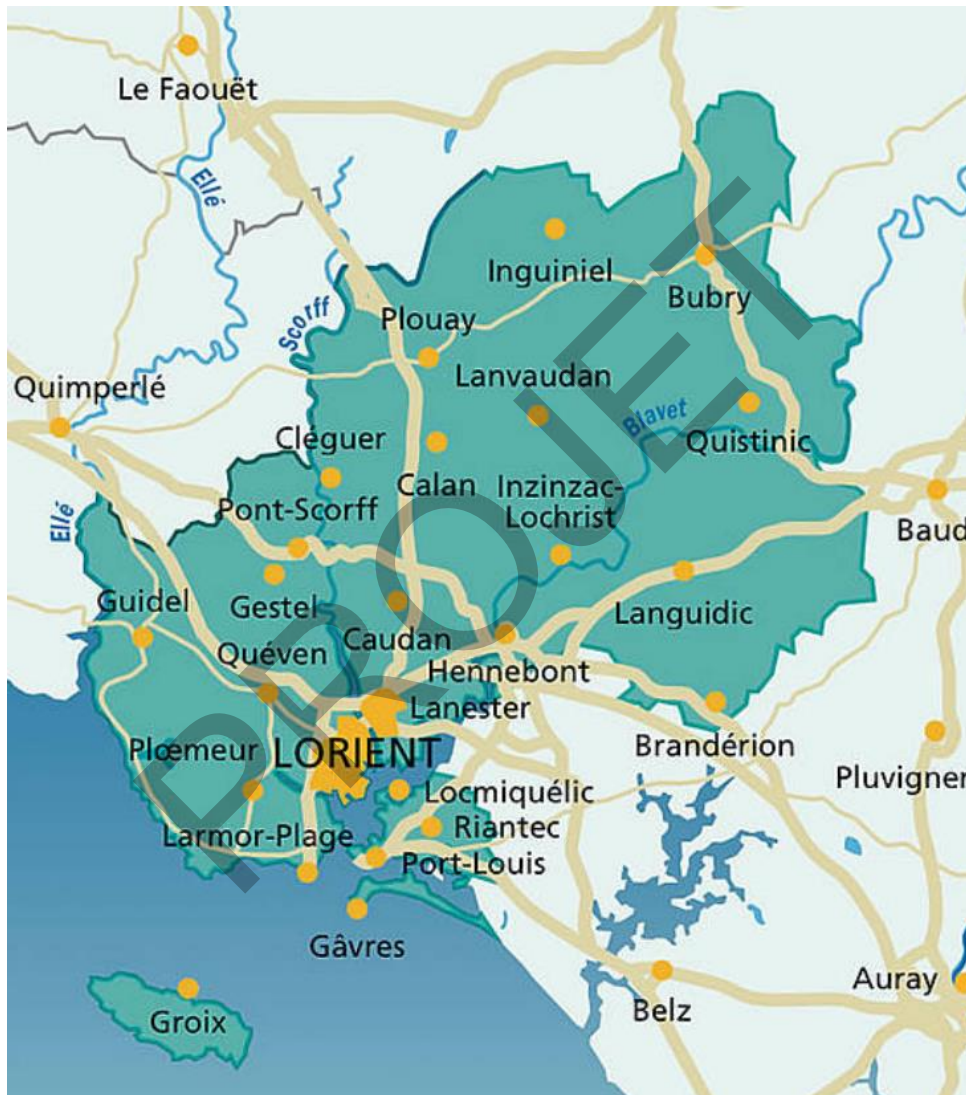 Le Faouët
Ellé
Inguiniel
Bubry
Scorff
Plouay
Quimperlé
Lanvaudan
Blavet
Cléguer
Quistinic
Calan
Inzinzac-
Lochrist
Pont-Scorff
Ellé
Baud
Guidel
Gestel
Languidic
Caudan
Quéven
Hennebont
Lanester
Plœmeur
LORIENT
Brandérion
Pluvigner
Locmiquélic
Riantec
Larmor-Plage
Port-Louis
Gâvres
Auray
Belz
Groix
PROJET